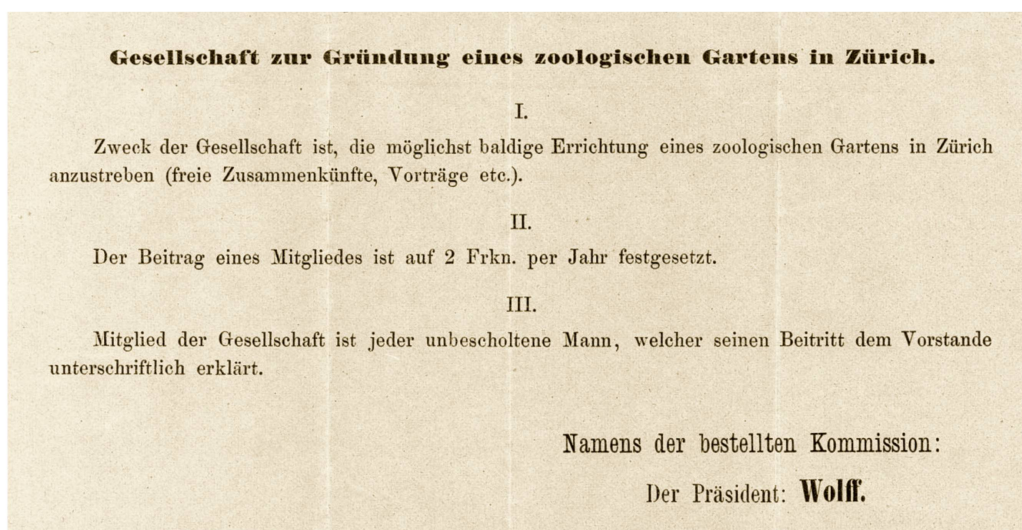 Gesellschaft zur Gründung eines zoologischen Gartens in Zürich.
I.
Zweck der Gesellschaft ist, die möglichst baldige Errichtung eines zoologischen Gartens in Zürich
anzustreben (freie Zusammenkünfte, Vorträge etc.).
II.
Der Beitrag eines Mitgliedes ist auf 2 Frkn. per Jahr festgesetzt.
III.
Mitglied der Gesellschaft ist jeder unbescholtene Mann, welcher seinen Beitritt dem Vorstande
unterschriftlich erklärt.
Namens der bestellten Kommission:
Der Präsident: Wolff.